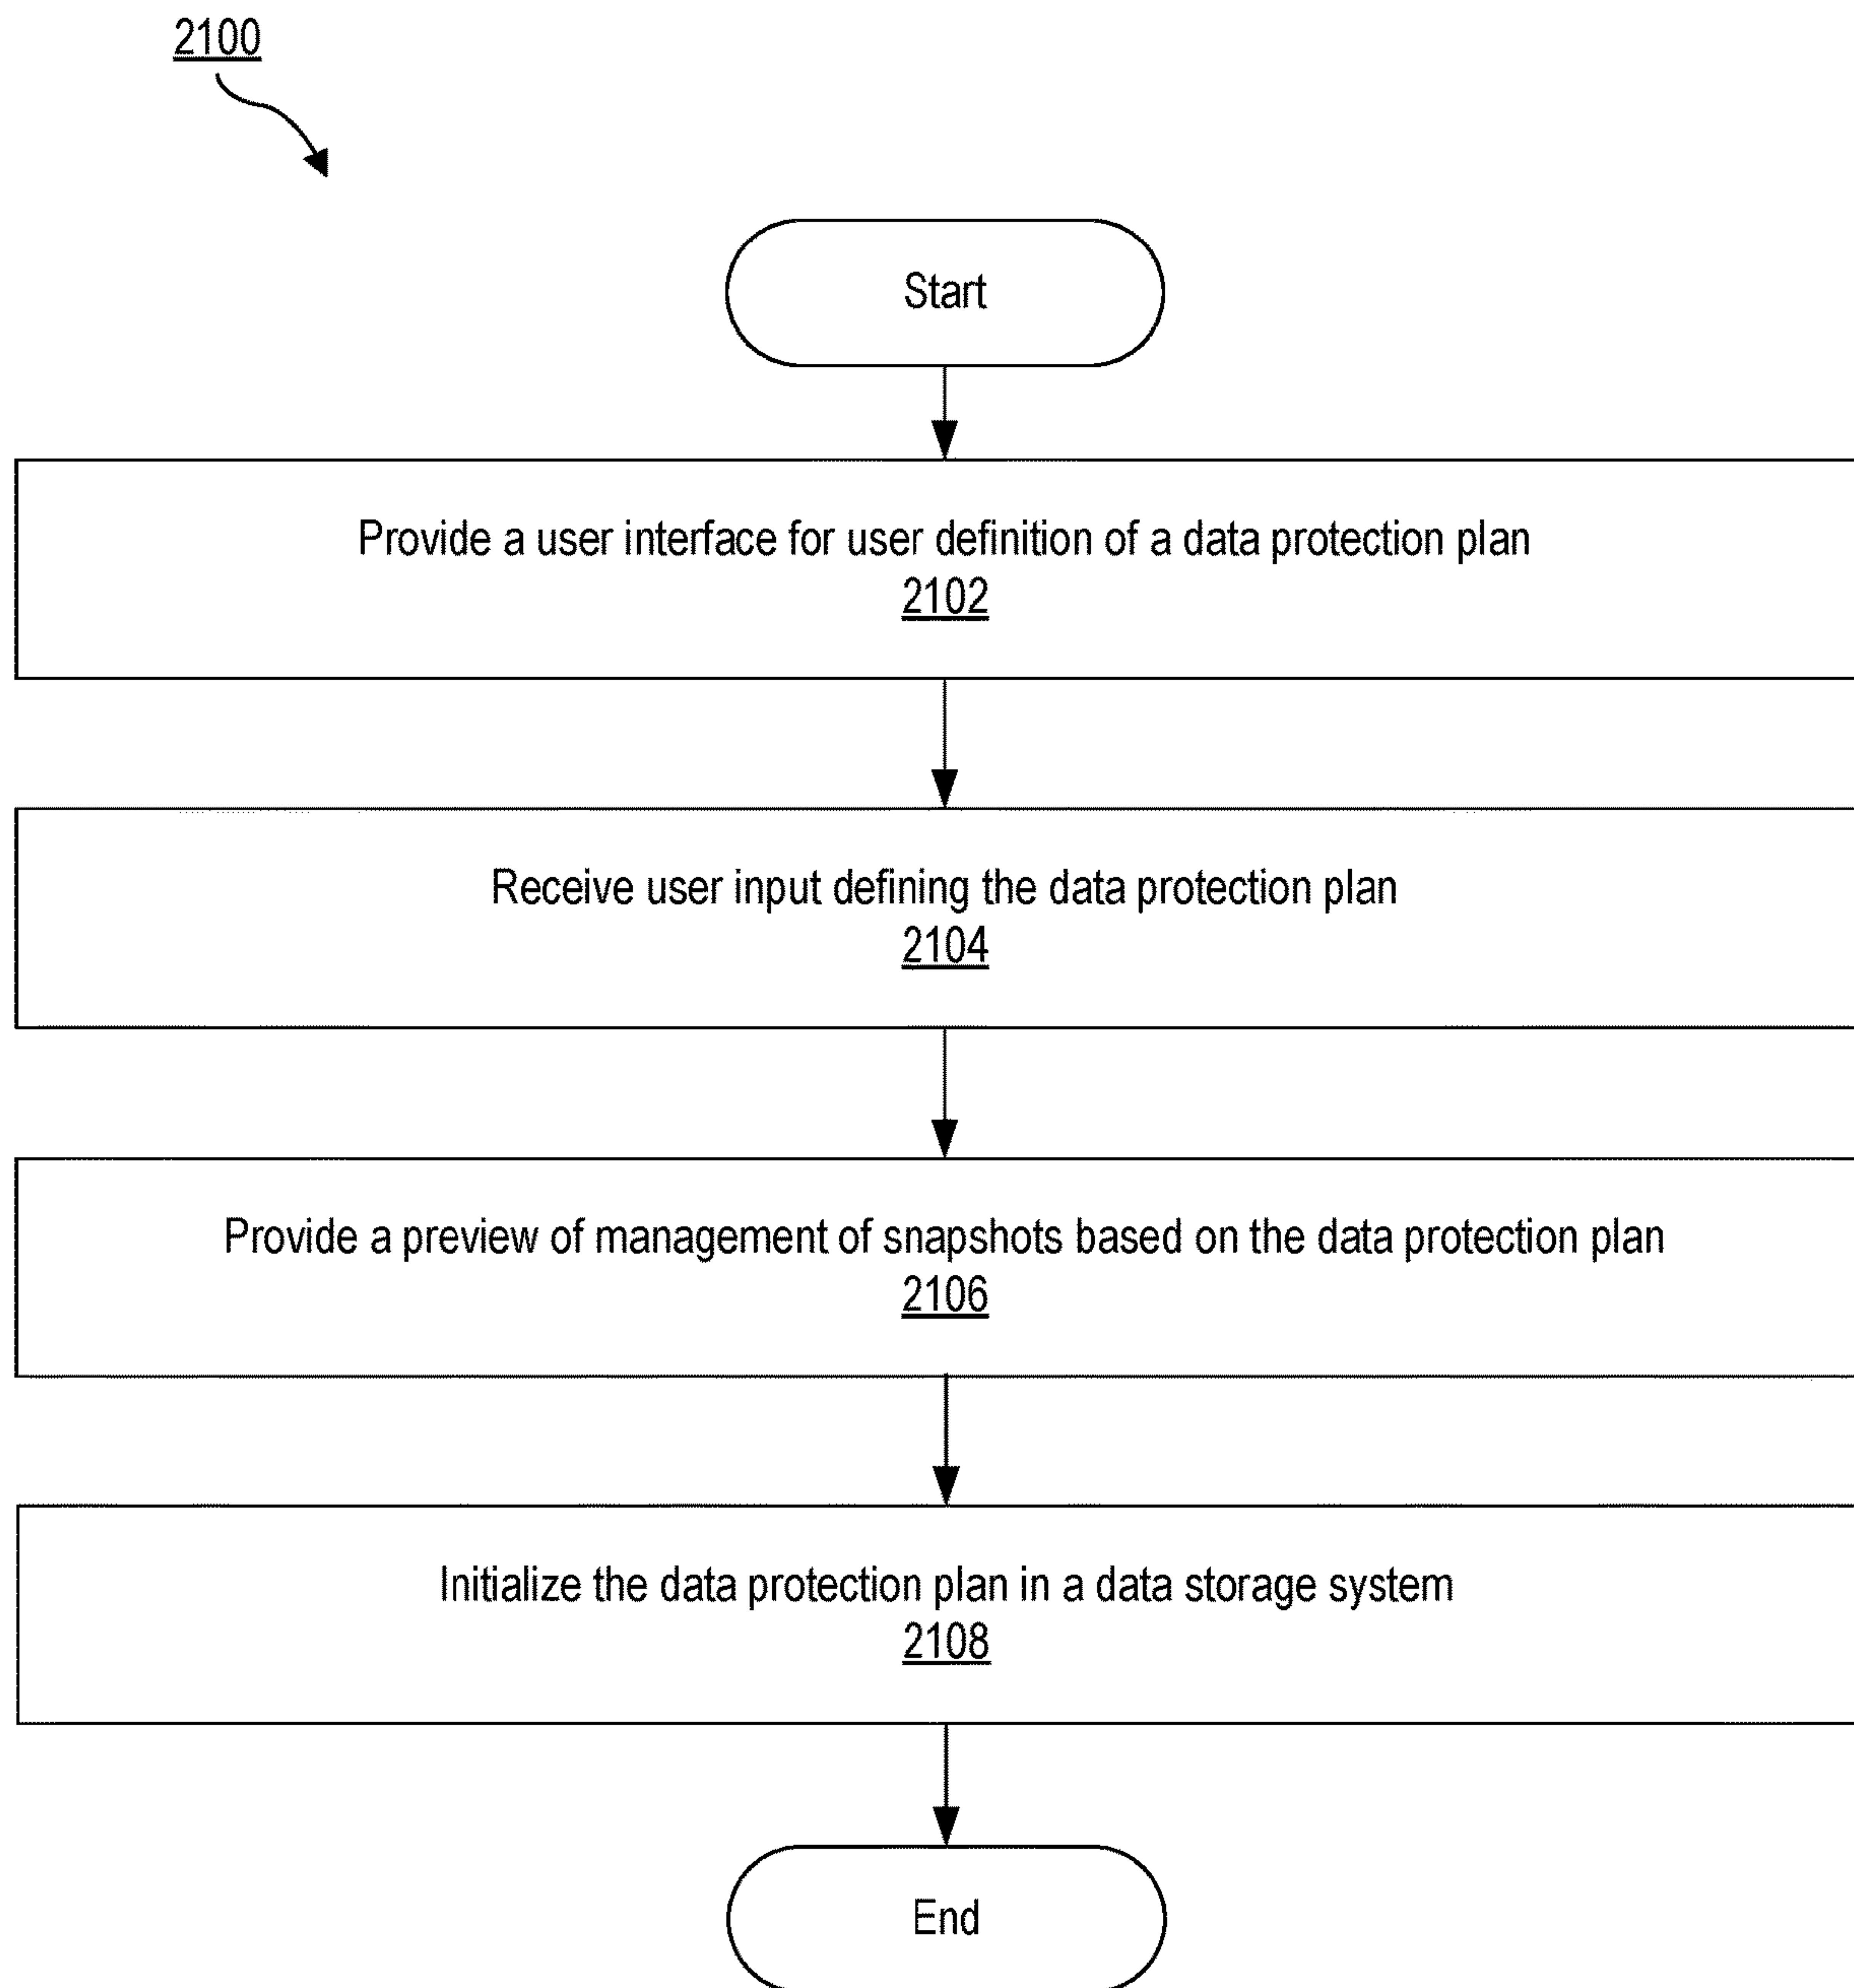 2100
Start
Provide a user interface for user definition of a data protection plan
2102
Receive user input defining the data protection plan
2104
Provide a preview of management of snapshots based on the data protection plan
2106
Initialize the data protection plan in a data storage system
2108
End